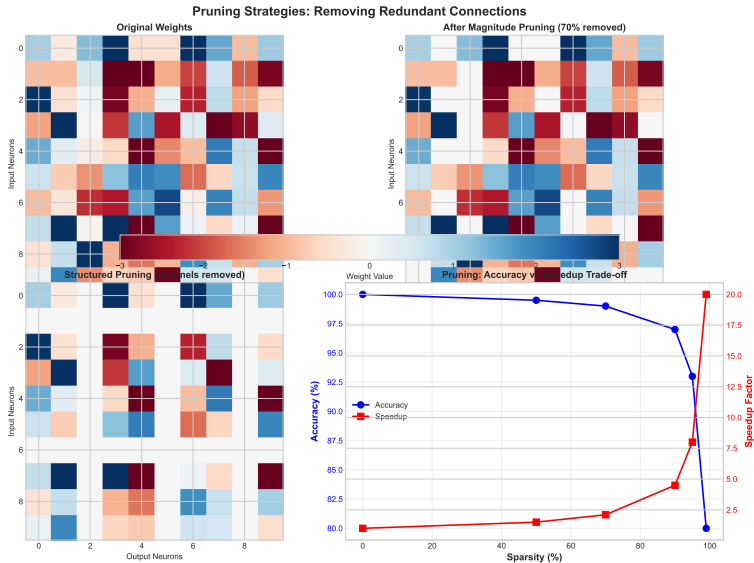 Pruning Strategies: Removing Redundant Connections
Original Weights
After Magnitude Pruning (70% removed)
0
2
4
6
8
Input Neurons
0
2
4
6
8
Input Neurons
−3
−2
−1
0
1
2
3
Weight Value
Structured Pruning
removed)
Pruning: Accuracy
Trade-off
0
2
4
6
8
Input Neurons
0
2
4
6
8
Output Neurons
100.0
97.5
95.0
92.5
90.0
87.5
85.0
82.5
80.0
Accuracy (%)
Accuracy
Speedup
20.0
17.5
15.0
12.5
10.0
7.5
5.0
2.5
Speedup Factor
0
20
40
60
80
100
Sparsity (%)